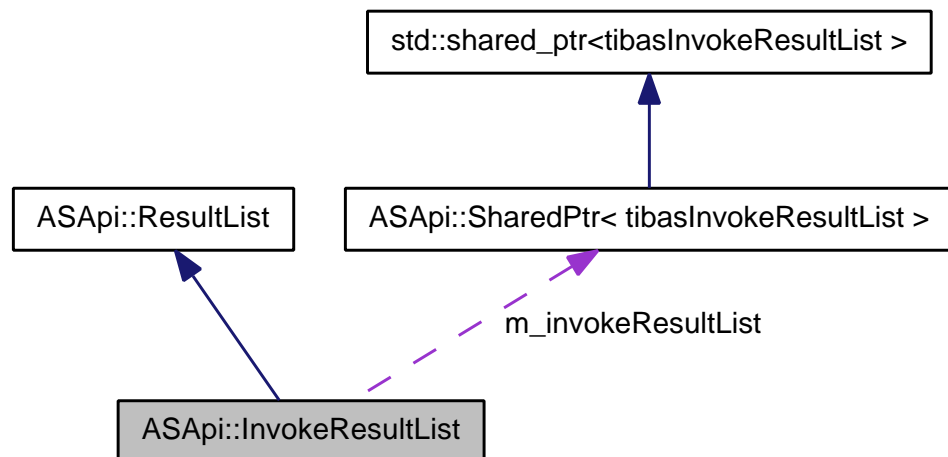 std::shared_ptr<tibasInvokeResultList >
ASApi::ResultList
ASApi::SharedPtr< tibasInvokeResultList >
m_invokeResultList
ASApi::InvokeResultList